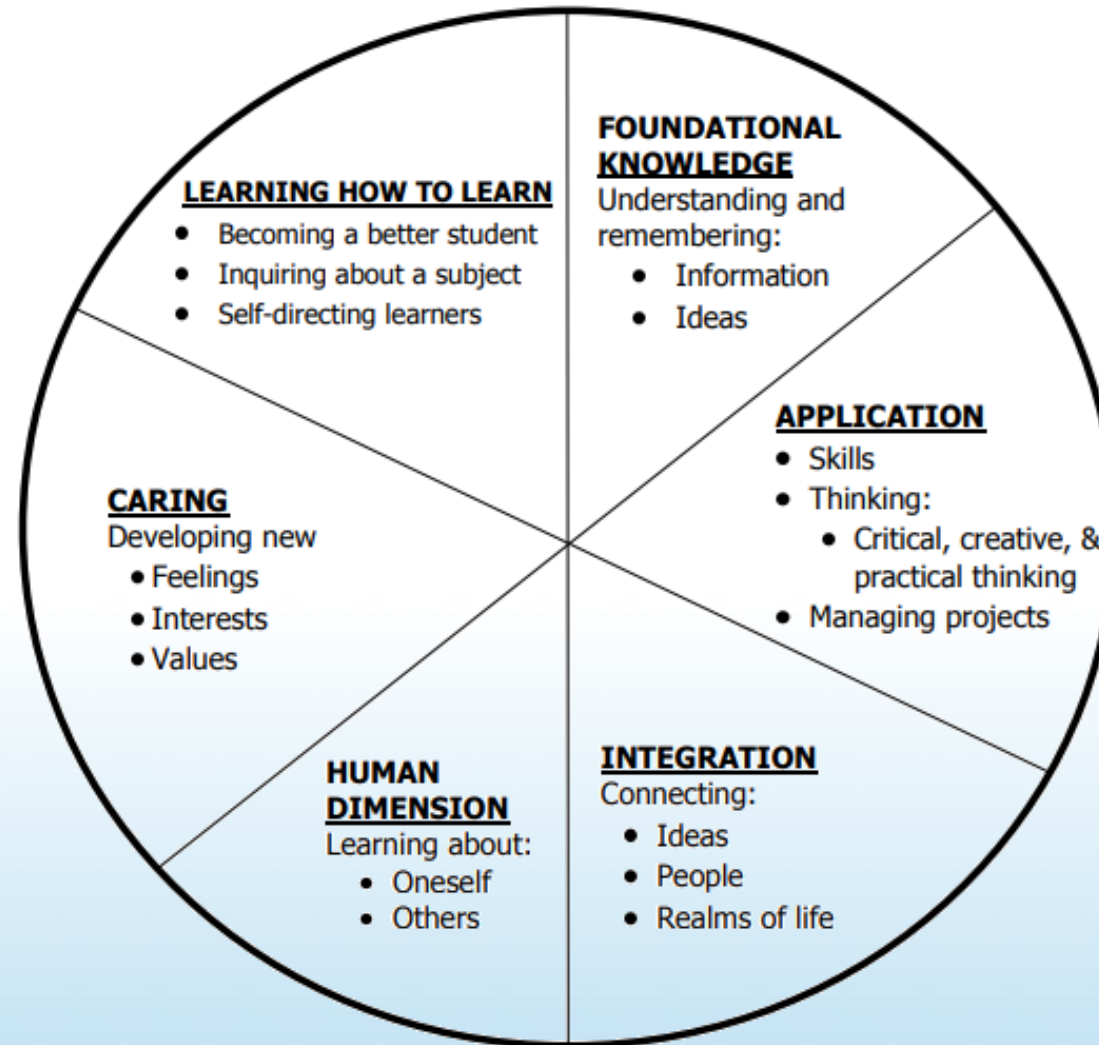 FOUNDATIONAL
KNOWLEDGE
Understanding and
remembering:
• Information
• Ideas
APPLICATION
• Skills
• Thinking:
• Critical, creative, &
practical thinking
• Managing projects
INTEGRATION
Connecting:
• Ideas
• People
• Realms of life
HUMAN
DIMENSION
Learning about:
• Oneself
• Others
CARING
Developing new
• Feelings
• Interests
• Values
LEARNING HOW TO LEARN
• Becoming a better student
• Inquiring about a subject
• Self-directing learners